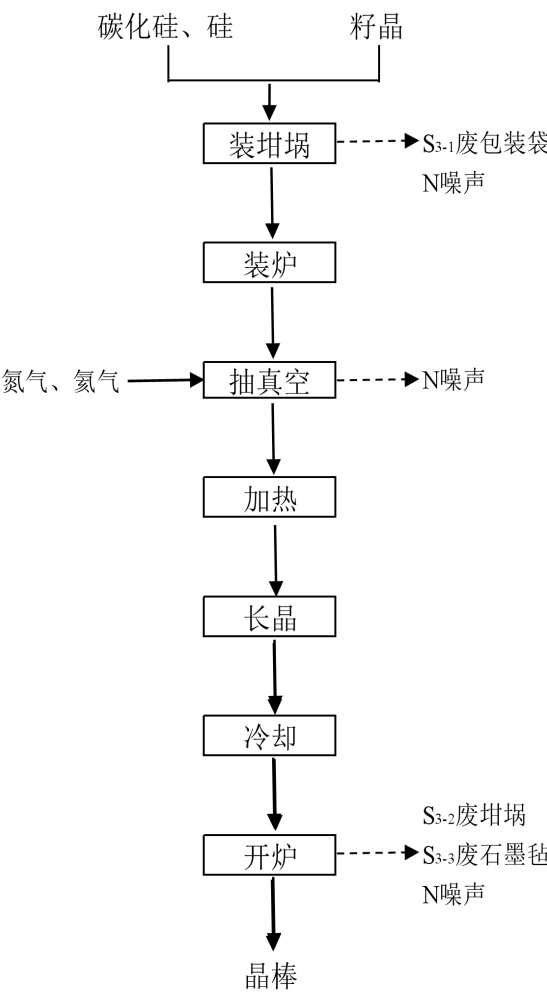 碳化硅、硅
籽晶
装坩埚
S3-1废包装袋
N噪声
装炉
氮气、氦气
抽真空
N噪声
加热
长晶
冷却
开炉
S3-2废坩埚
S3-3废石墨毡
N噪声
晶棒